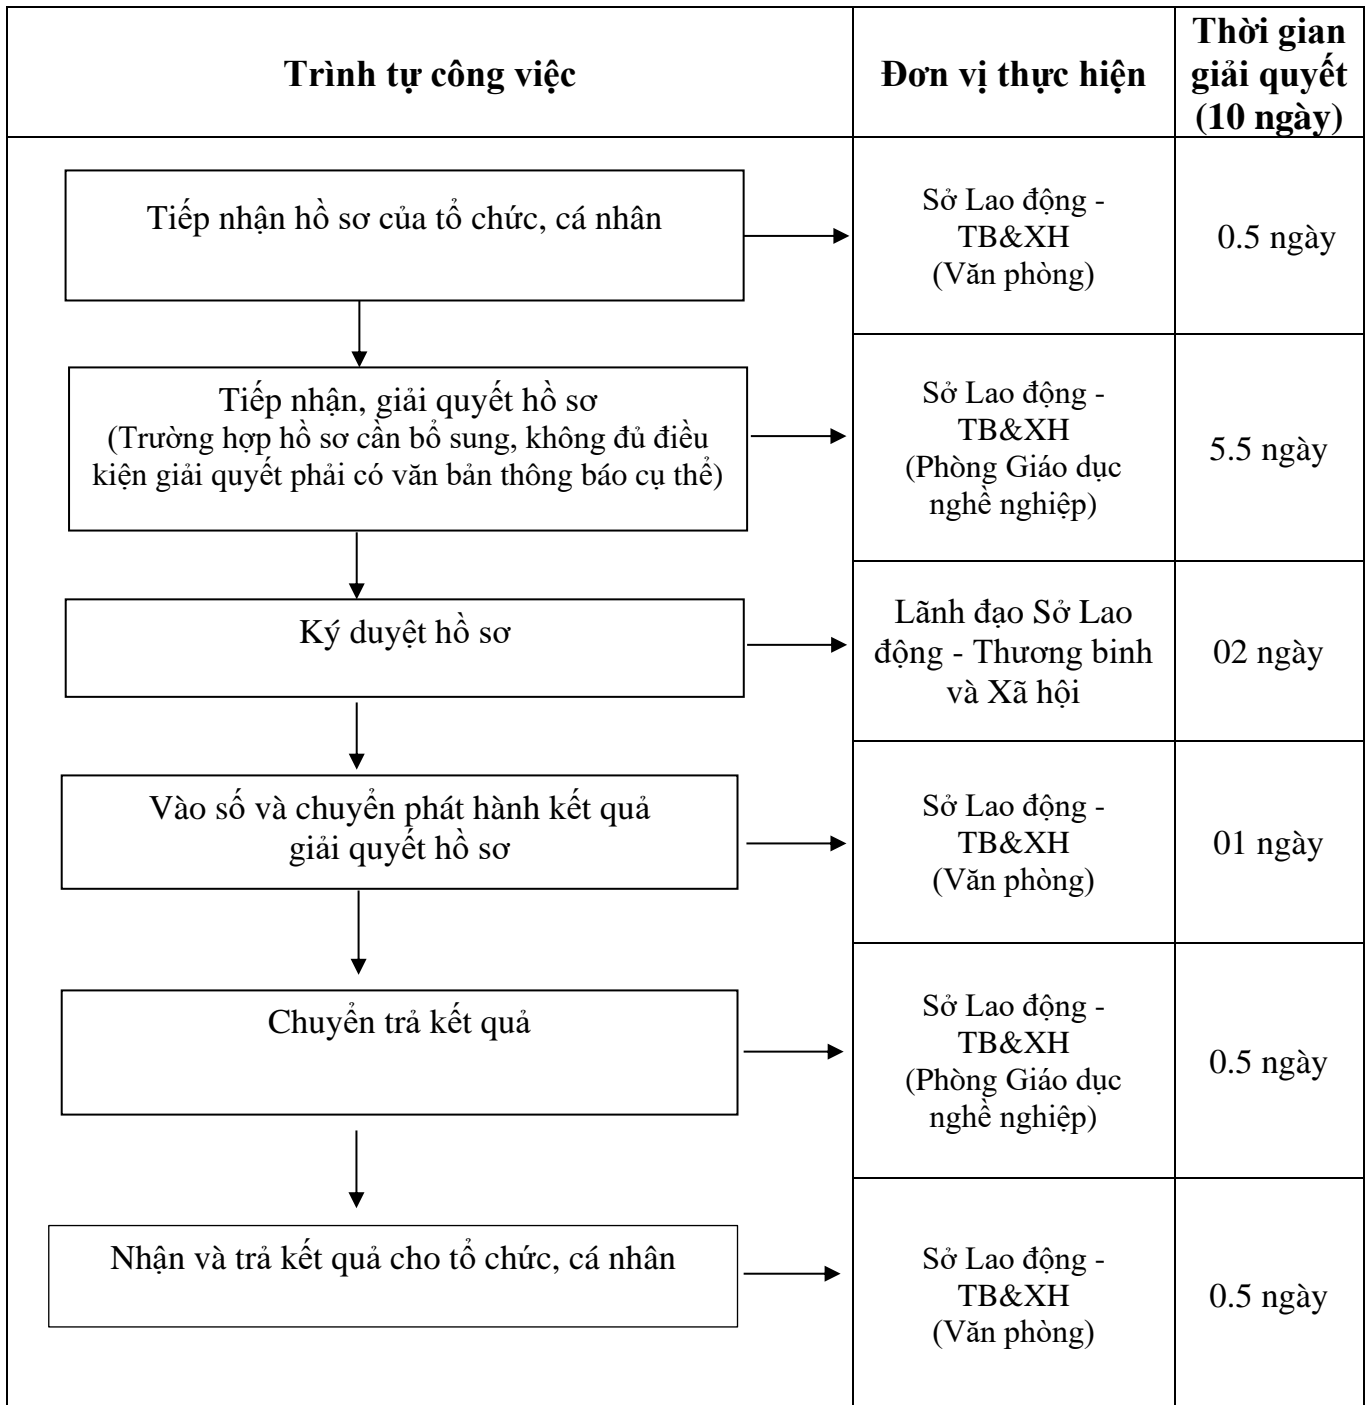 Trình tự công việc
Đơn vị thực hiện
Thời gian
giải quyết
(10 ngày)
Tiếp nhận hồ sơ của tổ chức, cá nhân
Sở Lao động -
TB&XH
(Văn phòng)
0.5 ngày
Tiếp nhận, giải quyết hồ sơ
(Trường hợp hồ sơ cần bổ sung, không đủ điều
kiện giải quyết phải có văn bản thông báo cụ thể)
Sở Lao động -
TB&XH
(Phòng Giáo dục
nghề nghiệp)
5.5 ngày
Ký duyệt hồ sơ
Lãnh đạo Sở Lao
động - Thương binh
và Xã hội
02 ngày
Vào số và chuyển phát hành kết quả
giải quyết hồ sơ
Sở Lao động -
TB&XH
(Văn phòng)
01 ngày
Chuyển trả kết quả
Sở Lao động -
TB&XH
(Phòng Giáo dục
nghề nghiệp)
0.5 ngày
Nhận và trả kết quả cho tổ chức, cá nhân
Sở Lao động -
TB&XH
(Văn phòng)
0.5 ngày